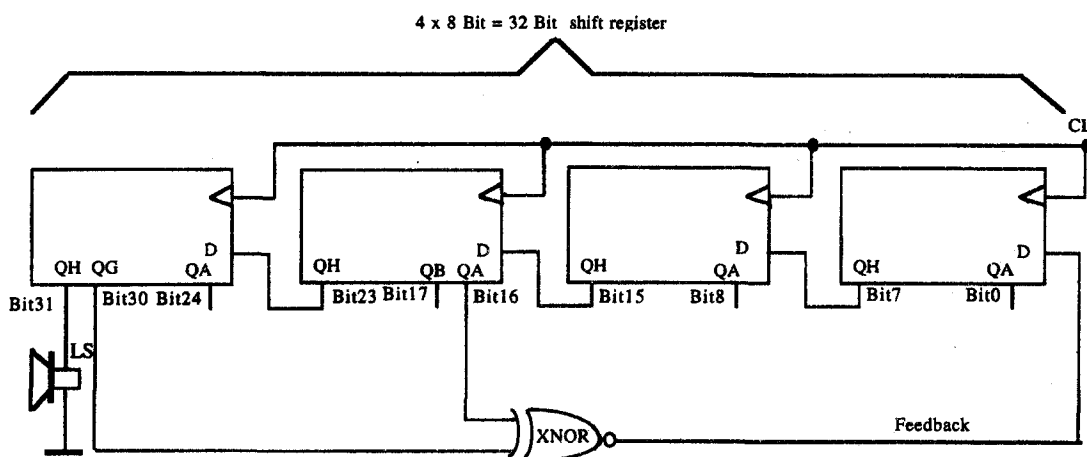 4 x 8 Bit = 32 Bit shift register
D
D
D
D
QH QG
QA
QH
QB QA
QH
QA
QH
QA
Bit31
Bit30 Bit24
Bit23 Bit17
Bit16
Bit15
Bit8
Bit7
Bit0
LS
XNOR
Feedback